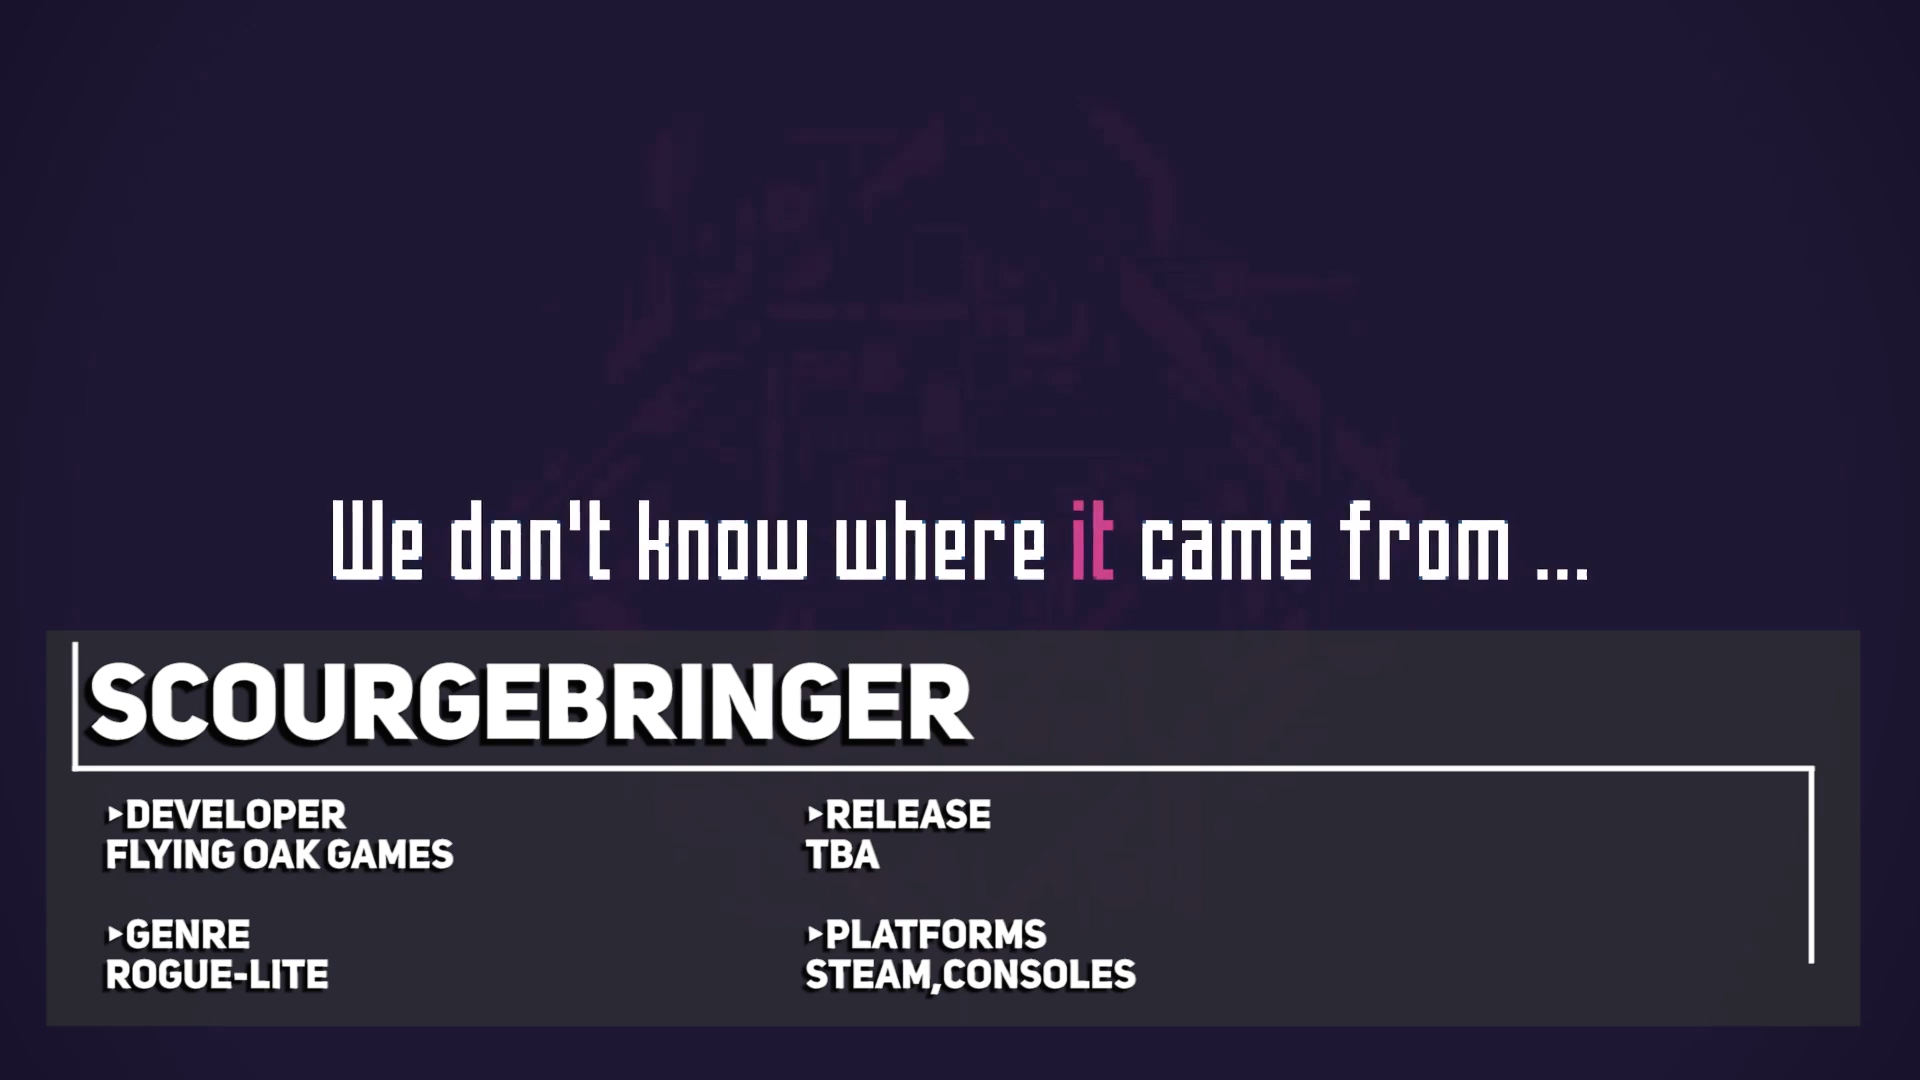 We don't know where it came from ...
SCOURGEBRINGER
▸DEVELOPER
FLYING OAK GAMES
▸RELEASE
TBA
▸GENRE
ROGUE-LITE
▸PLATFORMS
STEAM,CONSOLES